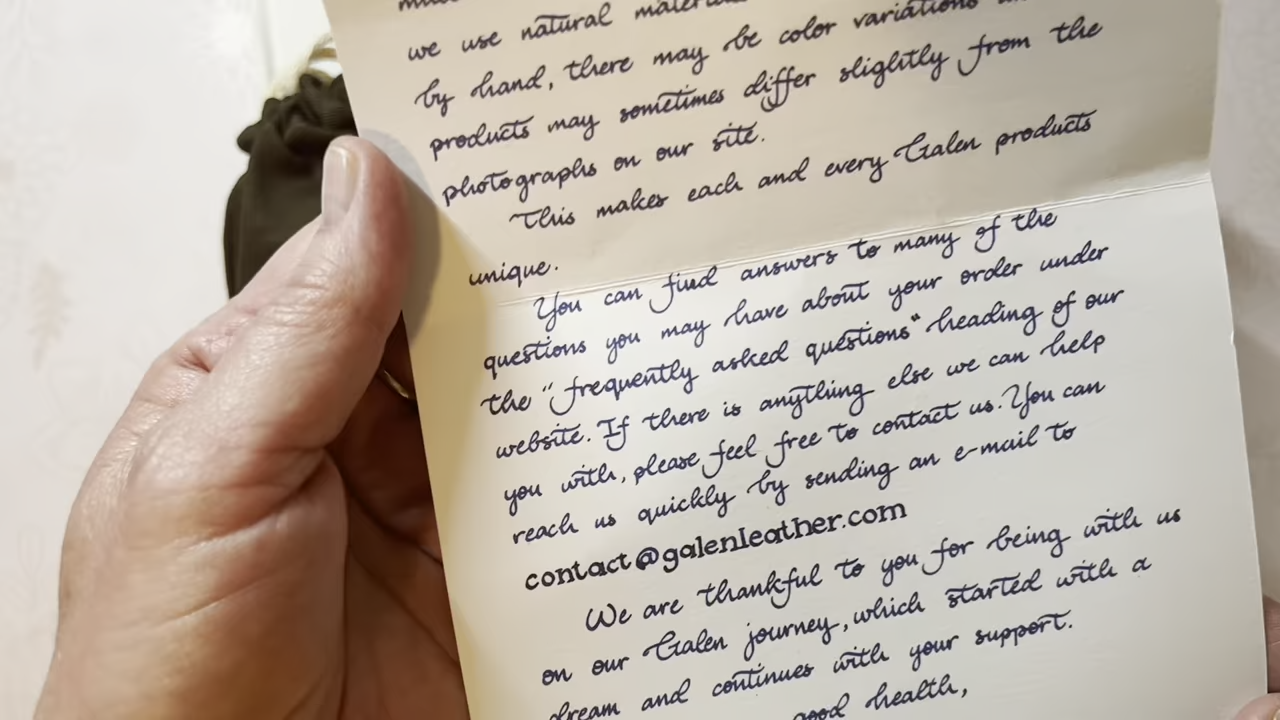 we use natural
by hand, there may be color variations
products may sometimes differ slightly from the
photographs on our site.
This makes each and every Galen products
unique.
You can find answers to many of the
questions you may have about your order under
the "frequently asked questions" heading of our
website. If there is anything else we can help
you with, please feel free to contact us. You can
reach us quickly by sending an e-mail to
contact@galenleather.com
We are thankful to you for being with us
on our Galen journey, which started with a
dream and continues with your support.
good health,